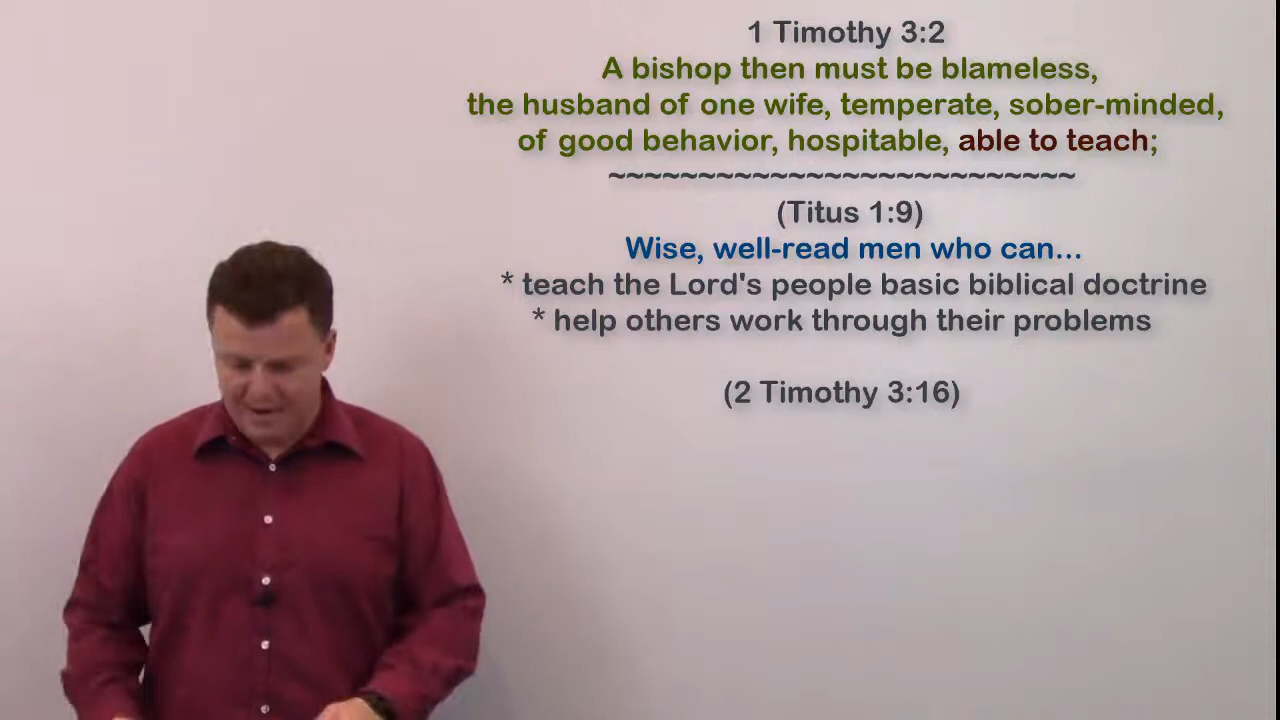 1 Timothy 3:2
A bishop then must be blameless,
the husband of one wife, temperate, sober-minded,
of good behavior, hospitable, able to teach;
~~~~~~~~~~~~~~~~~~~~~~~~~~
(Titus 1:9)
Wise, well-read men who can...
* teach the Lord's people basic biblical doctrine
* help others work through their problems
(2 Timothy 3:16)